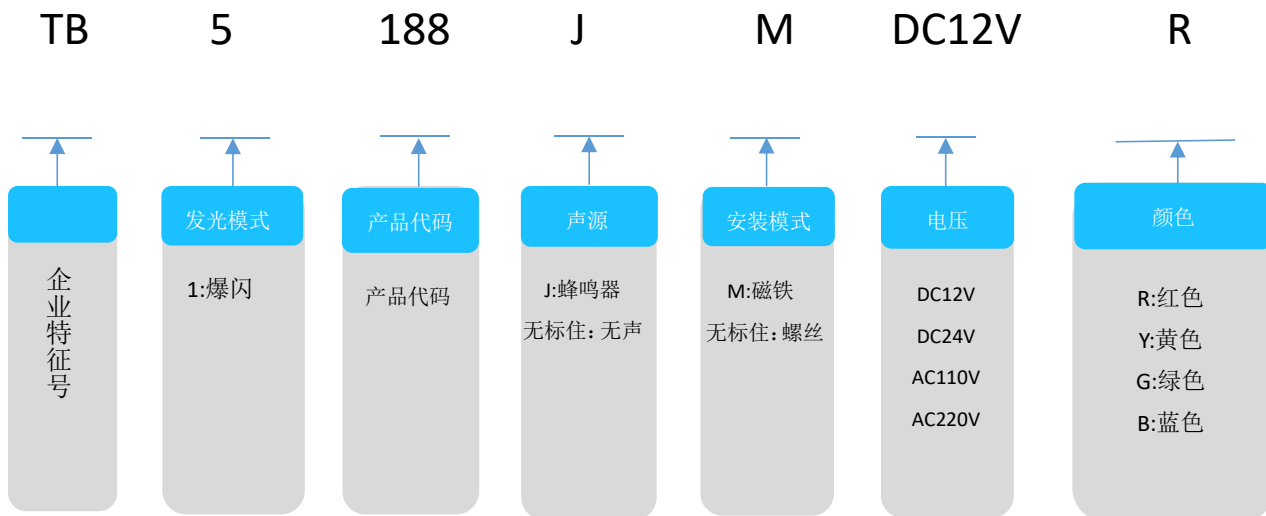 TB 5 188 J M DC12V R
发光模式 产品代码 声源 安装模式 电压 颜色
企业特征号
1:爆闪
产品代码
J:蜂鸣器
无标住：无声
M:磁铁
无标住：螺丝
DC12V
DC24V
AC110V
AC220V
R:红色
Y:黄色
G:绿色
B:蓝色